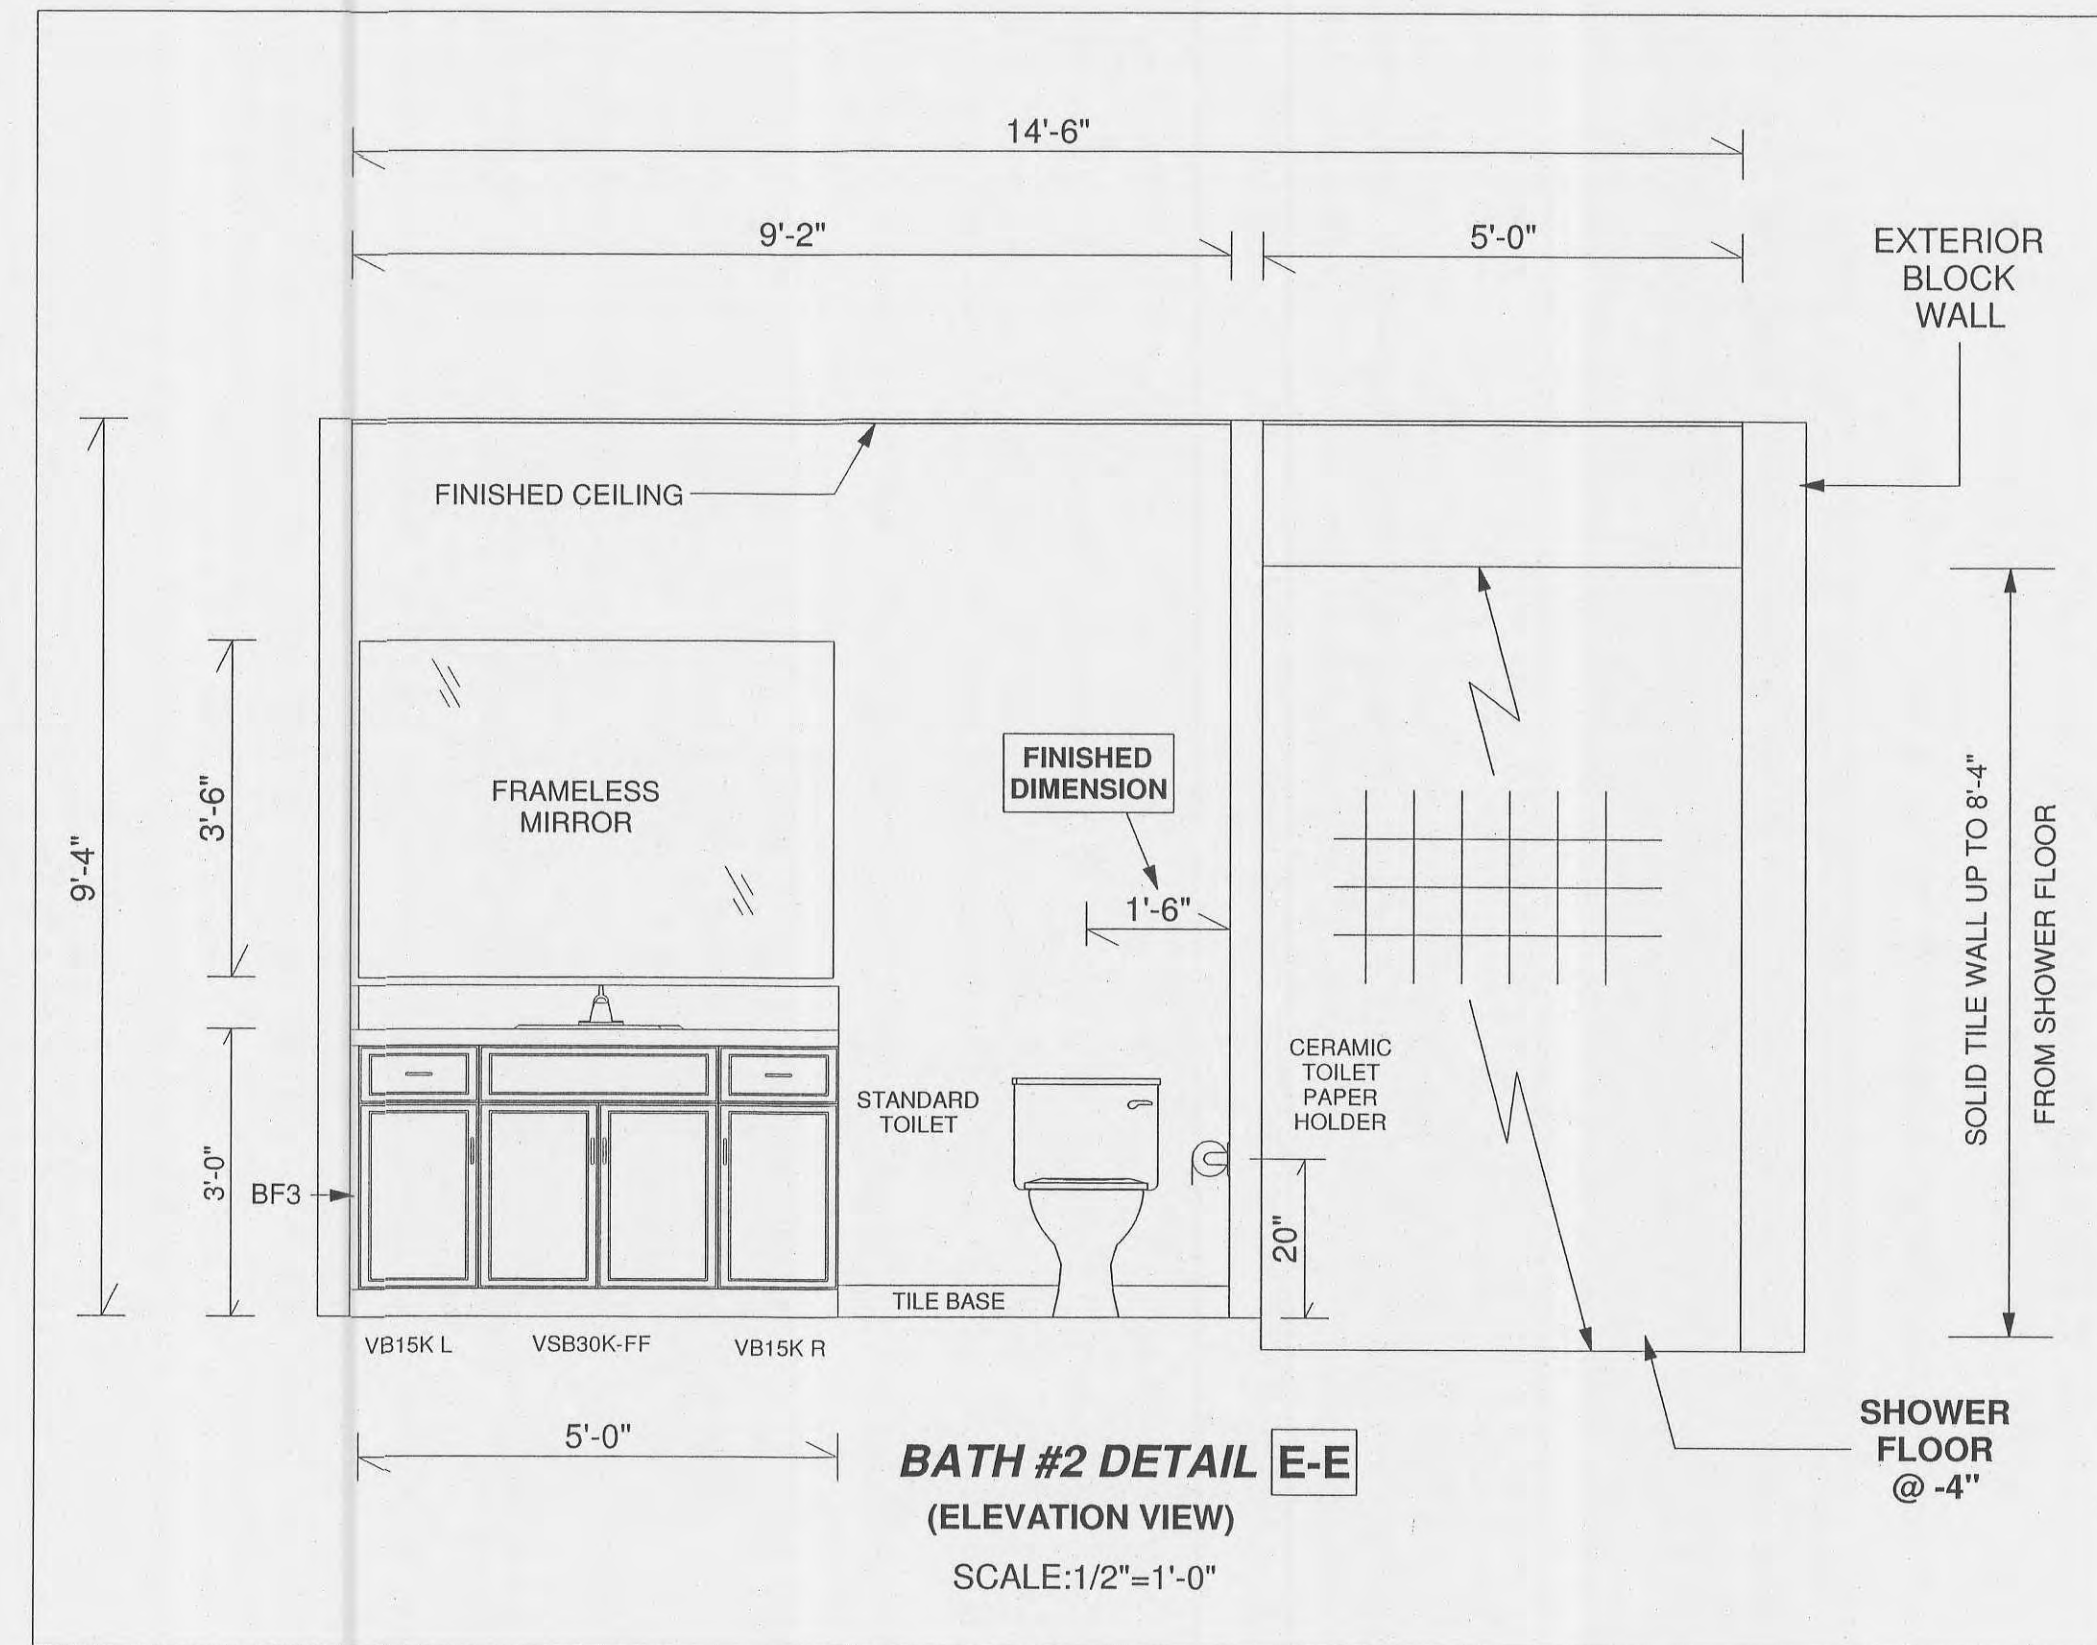 14'-6"
9'-2"
5'-0"
EXTERIOR
BLOCK
WALL
FINISHED CEILING
9'-4"
3'-6"
FRAMELESS
MIRROR
FINISHED
DIMENSION
1'-6"
SOLID TILE WALL UP TO 8'-4"
FROM SHOWER FLOOR
3'-0"
BF3
STANDARD
TOILET
CERAMIC
TOILET
PAPER
HOLDER
20"
TILE BASE
VB15K L
VSB30K-FF
VB15K R
5'-0"
SHOWER
FLOOR
@ -4"
BATH #2 DETAIL E-E
(ELEVATION VIEW)
SCALE:1/2"=1'-0"